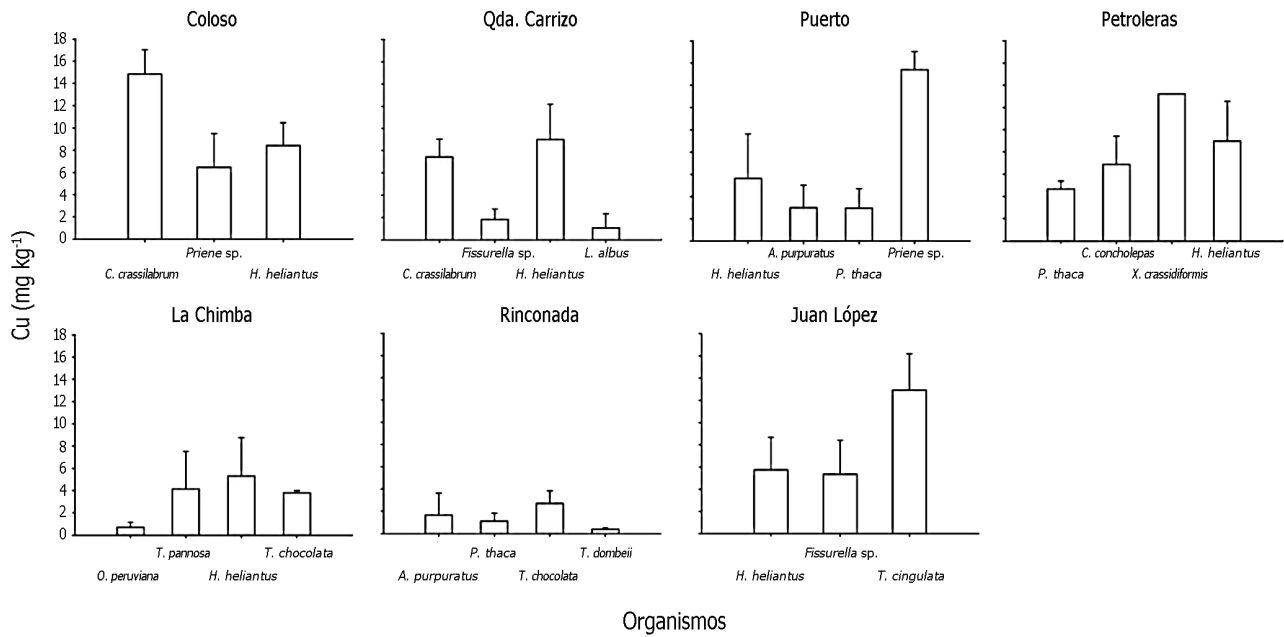 Coloso
Qda. Carrizo
Puerto
Petroleras
18
16
14
12
10
8
6
4
2
0
Priene sp.
C. crassilabrum
H. heliantus
Fissurella sp.
L. albus
C. crassilabrum
H. heliantus
A. purpuratus
Priene sp.
H. heliantus
P. thaca
C. concholepas
H. heliantus
P. thaca
X. crassidiformis
Cu (mg kg-1)
La Chimba
Rinconada
Juan López
18
16
14
12
10
8
6
4
2
0
T. pannosa
T. chocolata
O. peruviana
H. heliantus
P. thaca
T. dombeii
A. purpuratus
T. chocolata
Fissurella sp.
H. heliantus
T. cingulata
Organismos